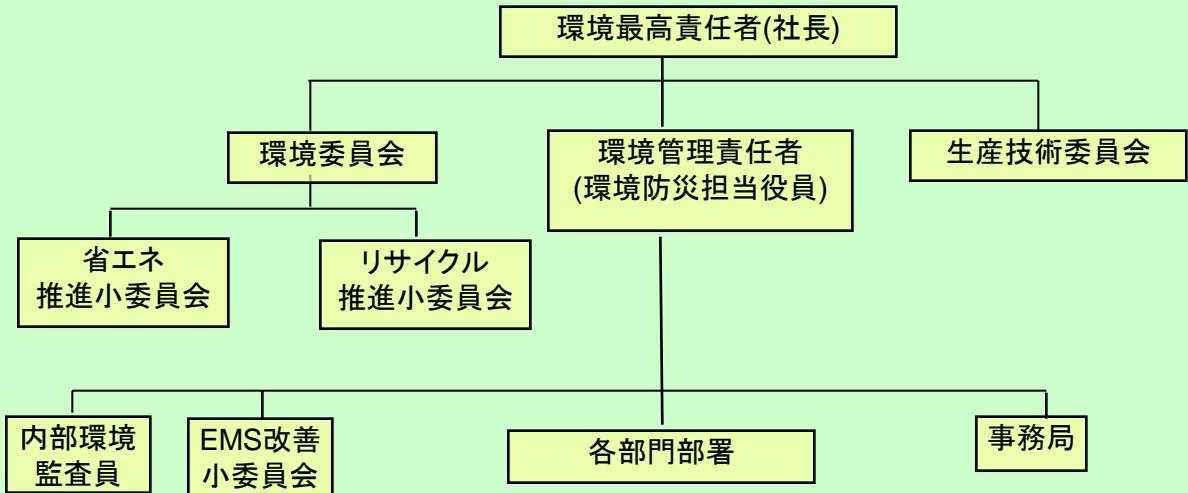 環境最高責任者(社長)
環境委員会
環境管理責任者
(環境防災担当役員)
生産技術委員会
省エネ
推進小委員会
リサイクル
推進小委員会
内部環境
監査員
EMS改善
小委員会
各部門部署
事務局